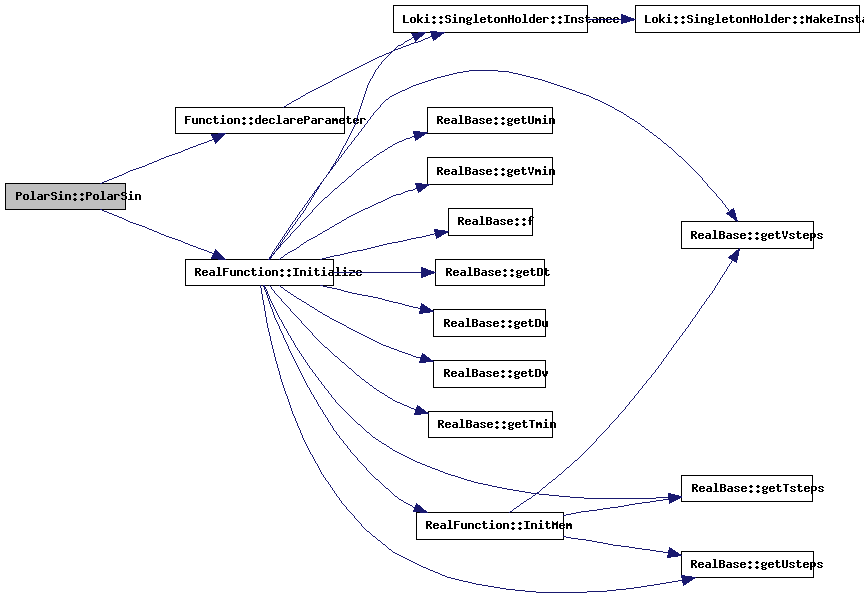 Loki::SingletonHolder::Instance
Loki::SingletonHolder::MakeInsta
Function::declareParameter
RealBase::getUmin
RealBase::getVmin
PolarSin::PolarSin
RealBase::f
RealBase::getVsteps
RealFunction::Initialize
RealBase::getDt
RealBase::getDu
RealBase::getDv
RealBase::getTmin
RealBase::getTsteps
RealFunction::InitMem
RealBase::getUsteps